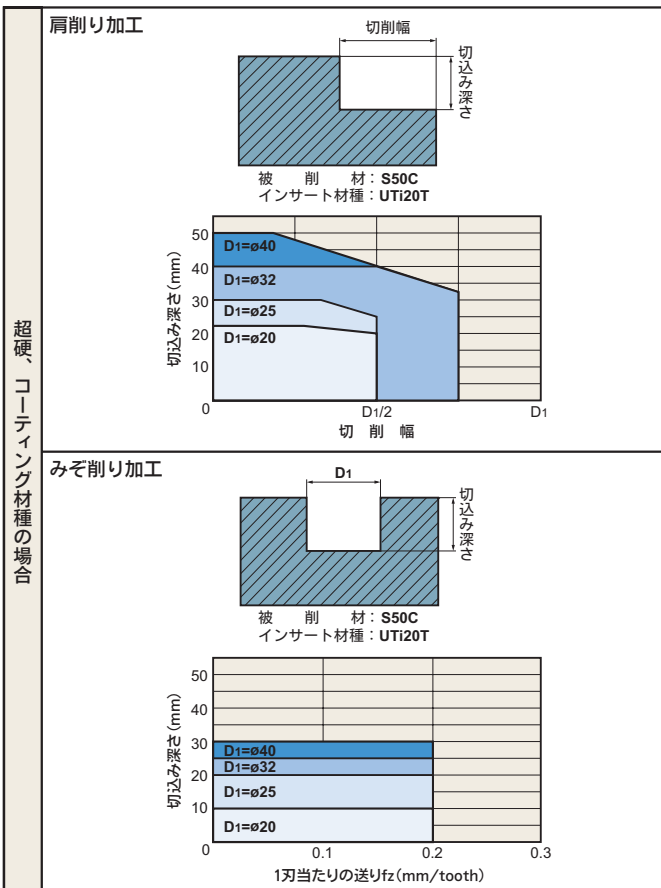 超硬、コーティング材種の場合
肩削り加工
切削幅
切込み深さ
被削材：S50C
インサート材種：UTi20T
切込み深さ(mm)
50
40
30
20
10
0
D1=ø40
D1=ø32
D1=ø25
D1=ø20
D1/2
D1
切削幅
みぞ削り加工
D1
切込み深さ
被削材：S50C
インサート材種：UTi20T
切込み深さ(mm)
50
40
30
20
10
0
D1=ø40
D1=ø32
D1=ø25
D1=ø20
0.1
0.2
0.3
1刃当たりの送りfz(mm/tooth)